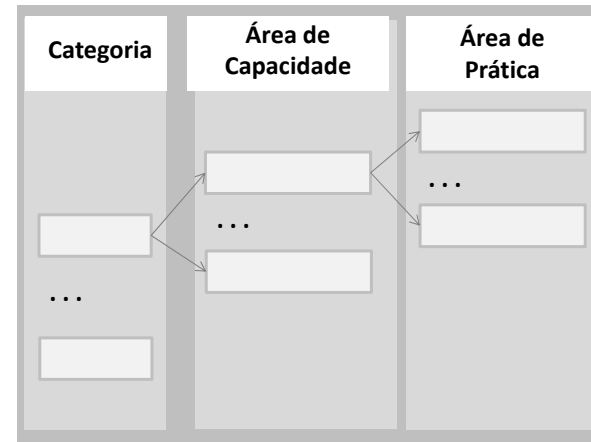 Categoria
Área de
Capacidade
Área de
Prática
. . .
. . .
. . .